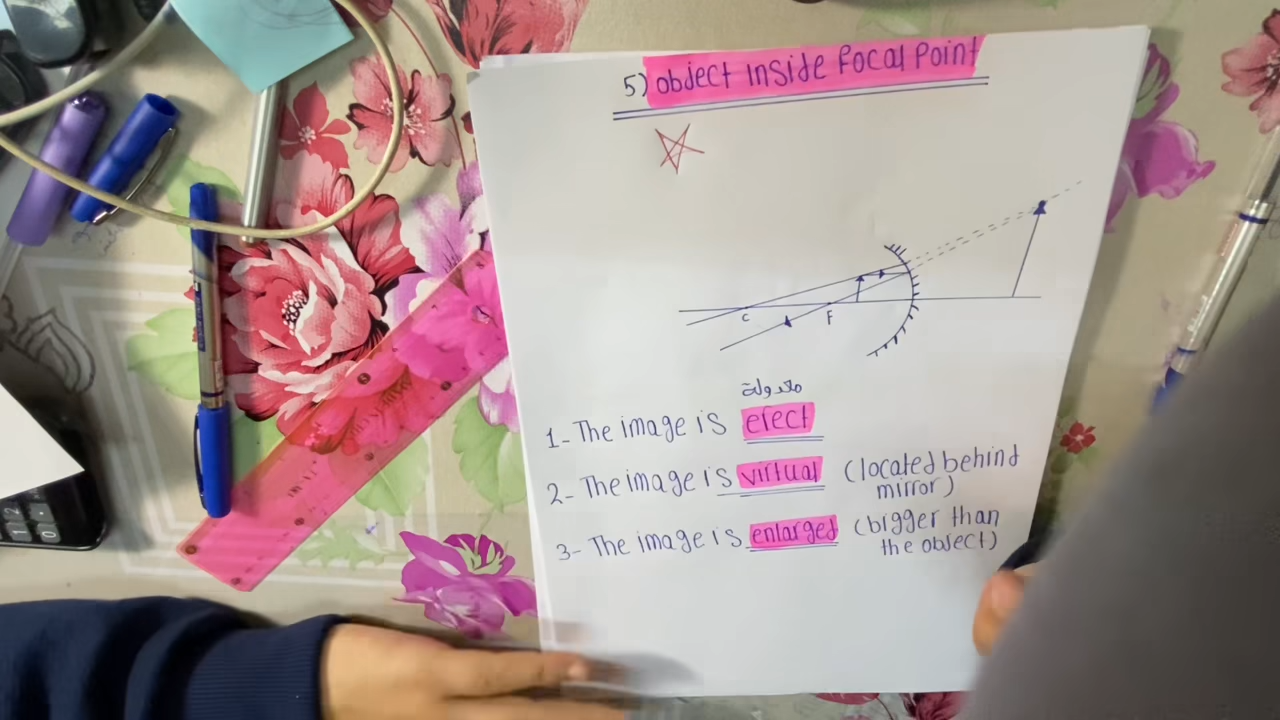 5) object inside Focal Point
C
F
معدولة
1- The image is erect
2- The image is virtual (located behind mirror)
3- The image is enlarged (bigger than the object)